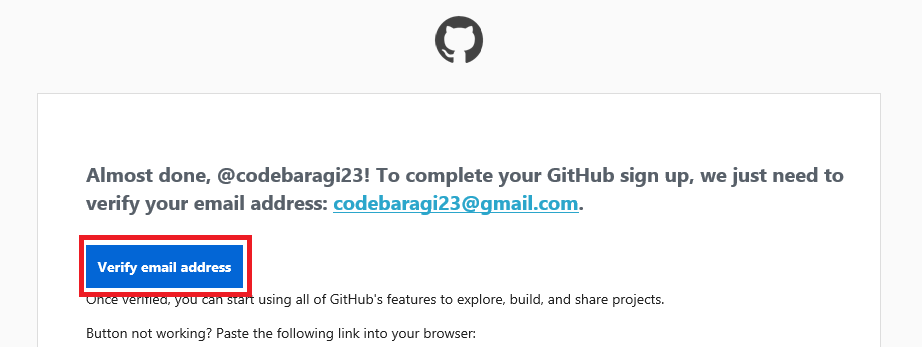 Almost done, @codebaragi23! To complete your GitHub sign up, we just need to
verify your email address: codebaragi23@gmail.com.
Verify email address
Once verified, you can start using all of GitHub's features to explore, build, and share projects.
Button not working? Paste the following link into your browser: